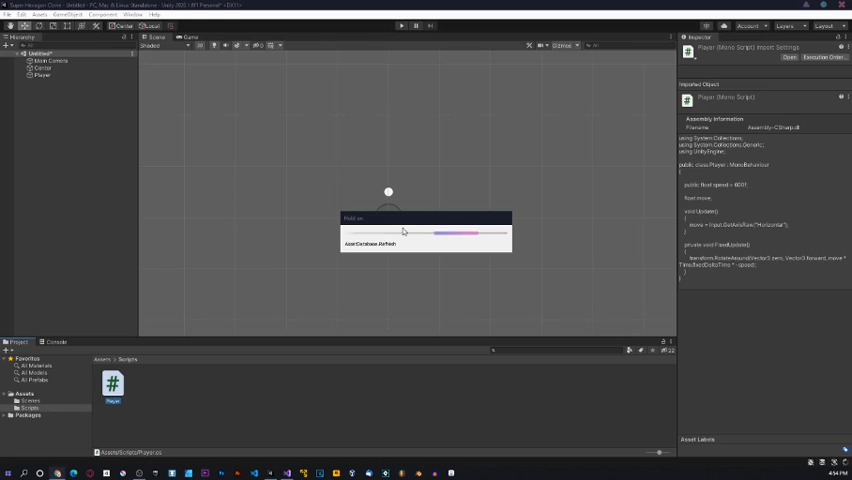 Super Hexagon Clone - Untitled - PC, Mac & Linux Standalone - Unity 2020.1.6f1 Personal* <DX11>
File Edit Assets GameObject Component Window Help
Center Local Account Layers Layout
Hierarchy Scene Game Inspector
Shaded 2D Gizmos All
Untitled*
Main Camera
Center
Player
Player (Mono Script) Import Settings
Open Execution Order...
Imported Object
Player (Mono Script)
Assembly Information
Filename Assembly-CSharp.dll
using System.Collections;
using System.Collections.Generic;
using UnityEngine;
public class Player : MonoBehaviour
{
public float speed = 600f;
float move;
void Update()
{
move = Input.GetAxisRaw("Horizontal");
}
private void FixedUpdate()
{
transform.RotateAround(Vector3.zero, Vector3.forward, move *
Time.fixedDeltaTime * -speed);
}
}
Hold on
AssetDatabase.Refresh
Project Console
Favorites
All Materials
All Models
All Prefabs
Assets
Scenes
Scripts
Packages
Assets > Scripts
Player
Assets/Scripts/Player.cs
Asset Labels
4:54 PM